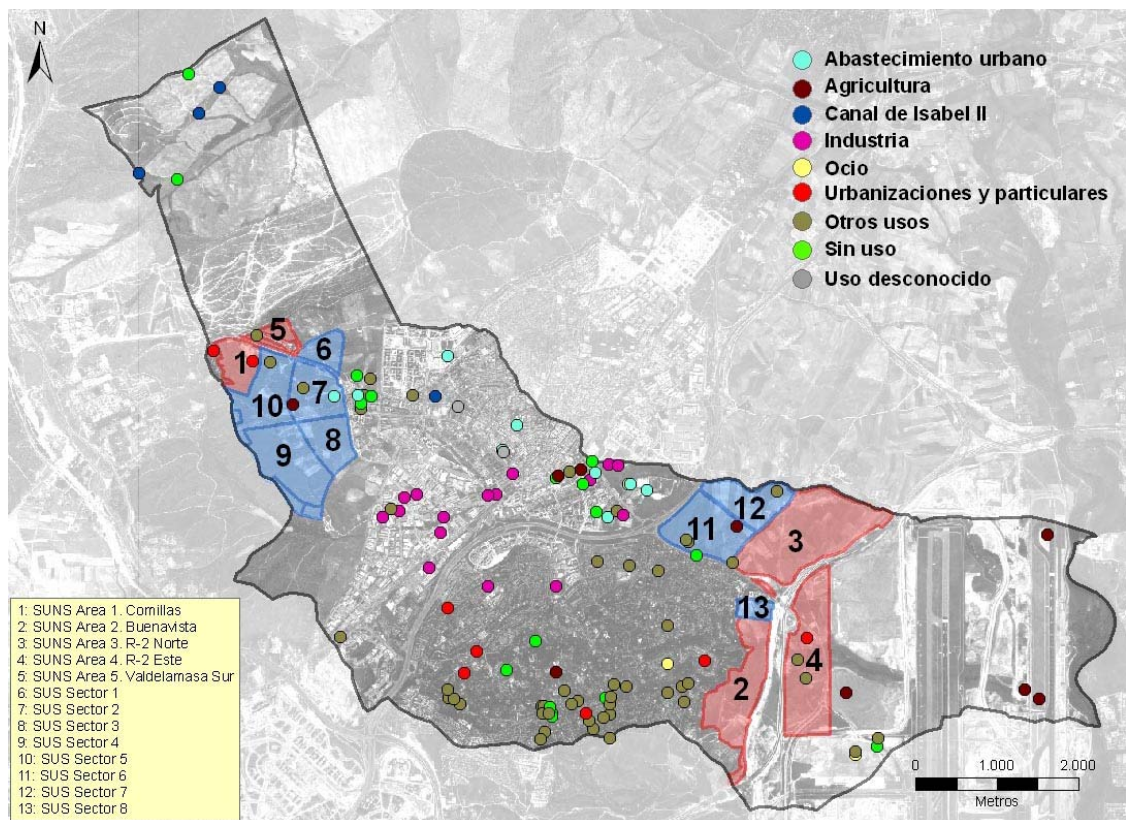 N
Abastecimiento urbano
Agricultura
Canal de Isabel II
Industria
Ocio
Urbanizaciones y particulares
Otros usos
Sin uso
Uso desconocido
5
6
1
7
10
8
9
12
11
3
13
4
2
1: SUNS Area 1. Comillas
2: SUNS Area 2. Buenavista
3: SUNS Area 3. R-2 Norte
4: SUNS Area 4. R-2 Este
5: SUNS Area 5. Valdelamasa Sur
6: SUS Sector 1
7: SUS Sector 2
8: SUS Sector 3
9: SUS Sector 4
10: SUS Sector 5
11: SUS Sector 6
12: SUS Sector 7
13: SUS Sector 8
0 1.000 2.000
Metros